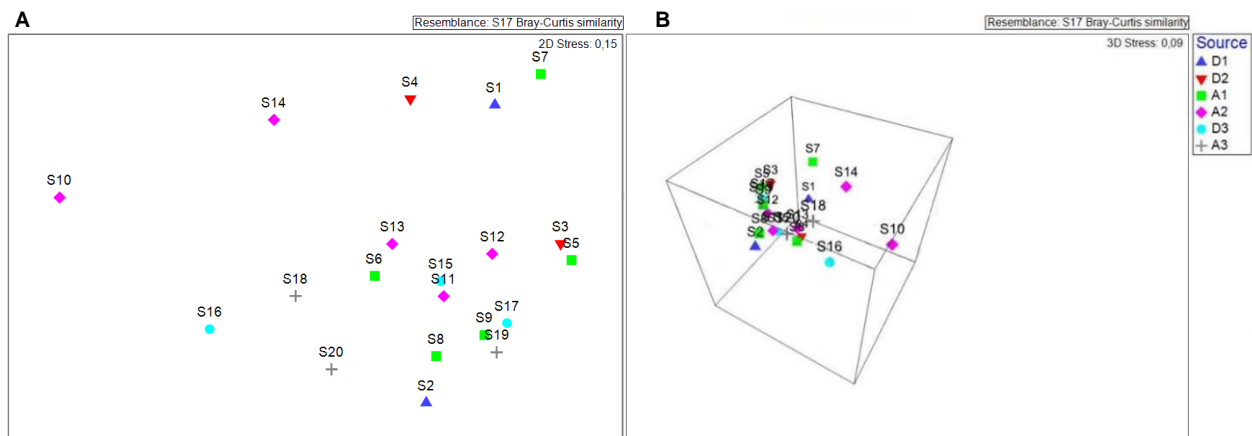 A
Resemblance: S17 Bray-Curtis similarity
2D Stress: 0,15
S7
S4
S1
S14
S10
S13
S12
S3
S5
S6
S15
S11
S18
S16
S17
S9
S19
S8
S20
S2
B
Resemblance: S17 Bray-Curtis similarity
3D Stress: 0,09
S7
S3
S14
S1
S12
S18
S13
S10
S2
S16
Source
D1
D2
A1
A2
D3
A3